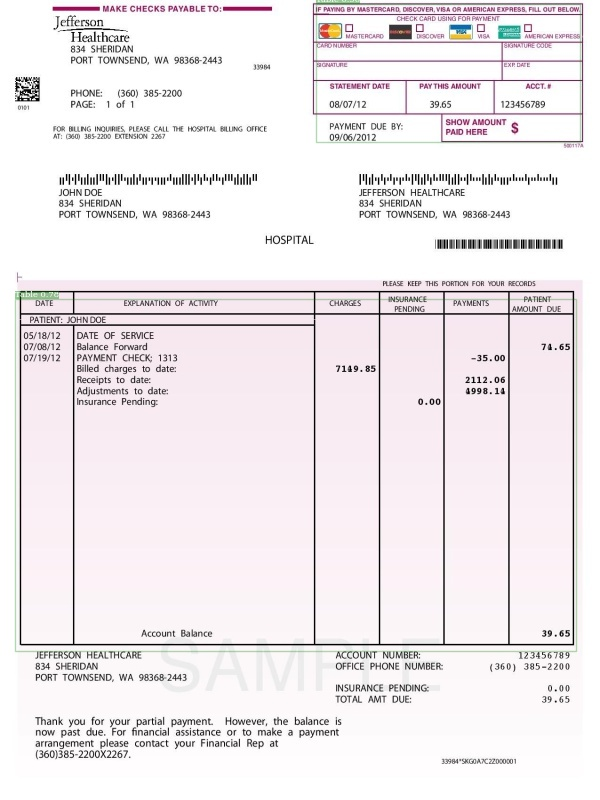 MAKE CHECKS PAYABLE TO:
Jefferson
Healthcare
834 SHERIDAN
PORT TOWNSEND, WA 98368-2443
33984
0101
PHONE: (360) 385-2200
PAGE: 1 of 1
FOR BILLING INQUIRIES, PLEASE CALL THE HOSPITAL BILLING OFFICE
AT: (360) 385-2200 EXTENSION 2267
IF PAYING BY MASTERCARD, DISCOVER, VISA OR AMERICAN EXPRESS, FILL OUT BELOW.
CHECK CARD USING FOR PAYMENT
MASTERCARD DISCOVER VISA AMERICAN EXPRESS
CARD NUMBER SIGNATURE CODE
SIGNATURE EXP. DATE
STATEMENT DATE PAY THIS AMOUNT ACCT. #
08/07/12 39.65 123456789
PAYMENT DUE BY:
09/06/2012
SHOW AMOUNT
PAID HERE $
580117A
JOHN DOE
834 SHERIDAN
PORT TOWNSEND, WA 98368-2443
JEFFERSON HEALTHCARE
834 SHERIDAN
PORT TOWNSEND, WA 98368-2443
HOSPITAL
PLEASE KEEP THIS PORTION FOR YOUR RECORDS
DATE EXPLANATION OF ACTIVITY CHARGES INSURANCE PENDING PAYMENTS PATIENT AMOUNT DUE
PATIENT: JOHN DOE
05/18/12 DATE OF SERVICE
07/08/12 Balance Forward 74.65
07/19/12 PAYMENT CHECK; 1313 -35.00
Billed charges to date: 7149.85
Receipts to date: 2112.06
Adjustments to date: 4998.14
Insurance Pending: 0.00
Account Balance 39.65
SAMPLE
JEFFERSON HEALTHCARE
834 SHERIDAN
PORT TOWNSEND, WA 98368-2443
ACCOUNT NUMBER: 123456789
OFFICE PHONE NUMBER: (360) 385-2200
INSURANCE PENDING: 0.00
TOTAL AMT DUE: 39.65
Thank you for your partial payment. However, the balance is
now past due. For financial assistance or to make a payment
arrangement please contact your Financial Rep at
(360)385-2200X2267.
33984*SKG0A7C2Z000001